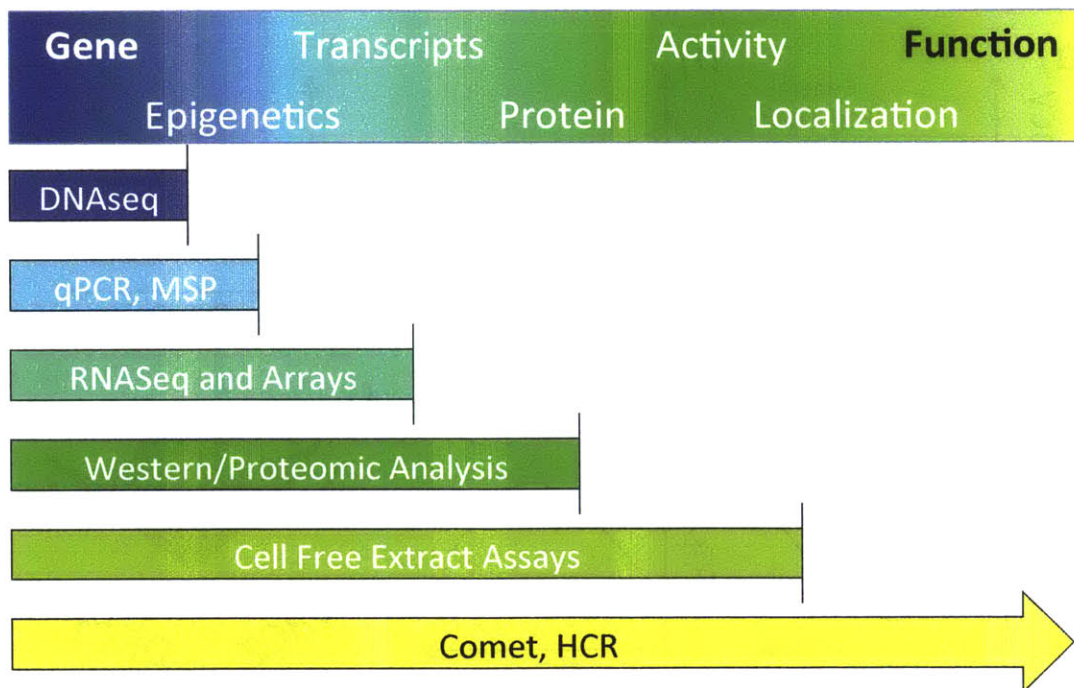 Gene Transcripts Activity Function
Epigenetics Protein Localization
DNAseq
qPCR, MSP
RNASeq and Arrays
Western/Proteomic Analysis
Cell Free Extract Assays
Comet, HCR